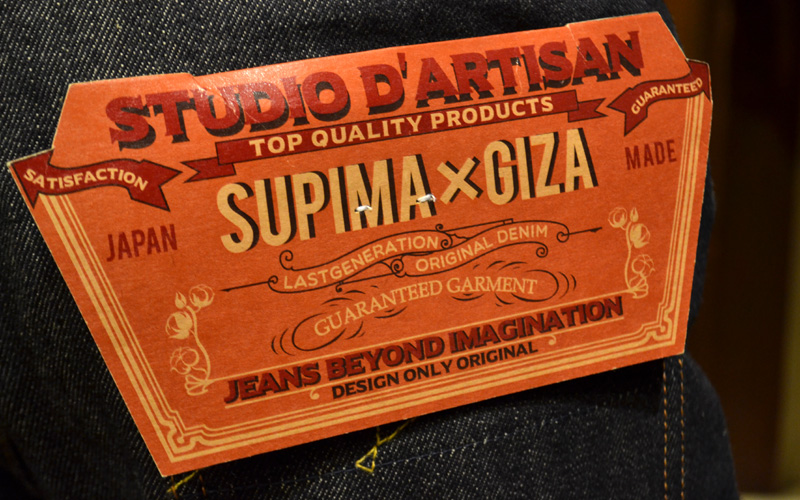 STUDIO D'ARTISAN
TOP QUALITY PRODUCTS
GUARANTEED
SATISFACTION
SUPIMA×GIZA
JAPAN
MADE
LASTGENERATION
ORIGINAL DENIM
GUARANTEED GARMENT
JEANS BEYOND IMAGINATION
DESIGN ONLY ORIGINAL